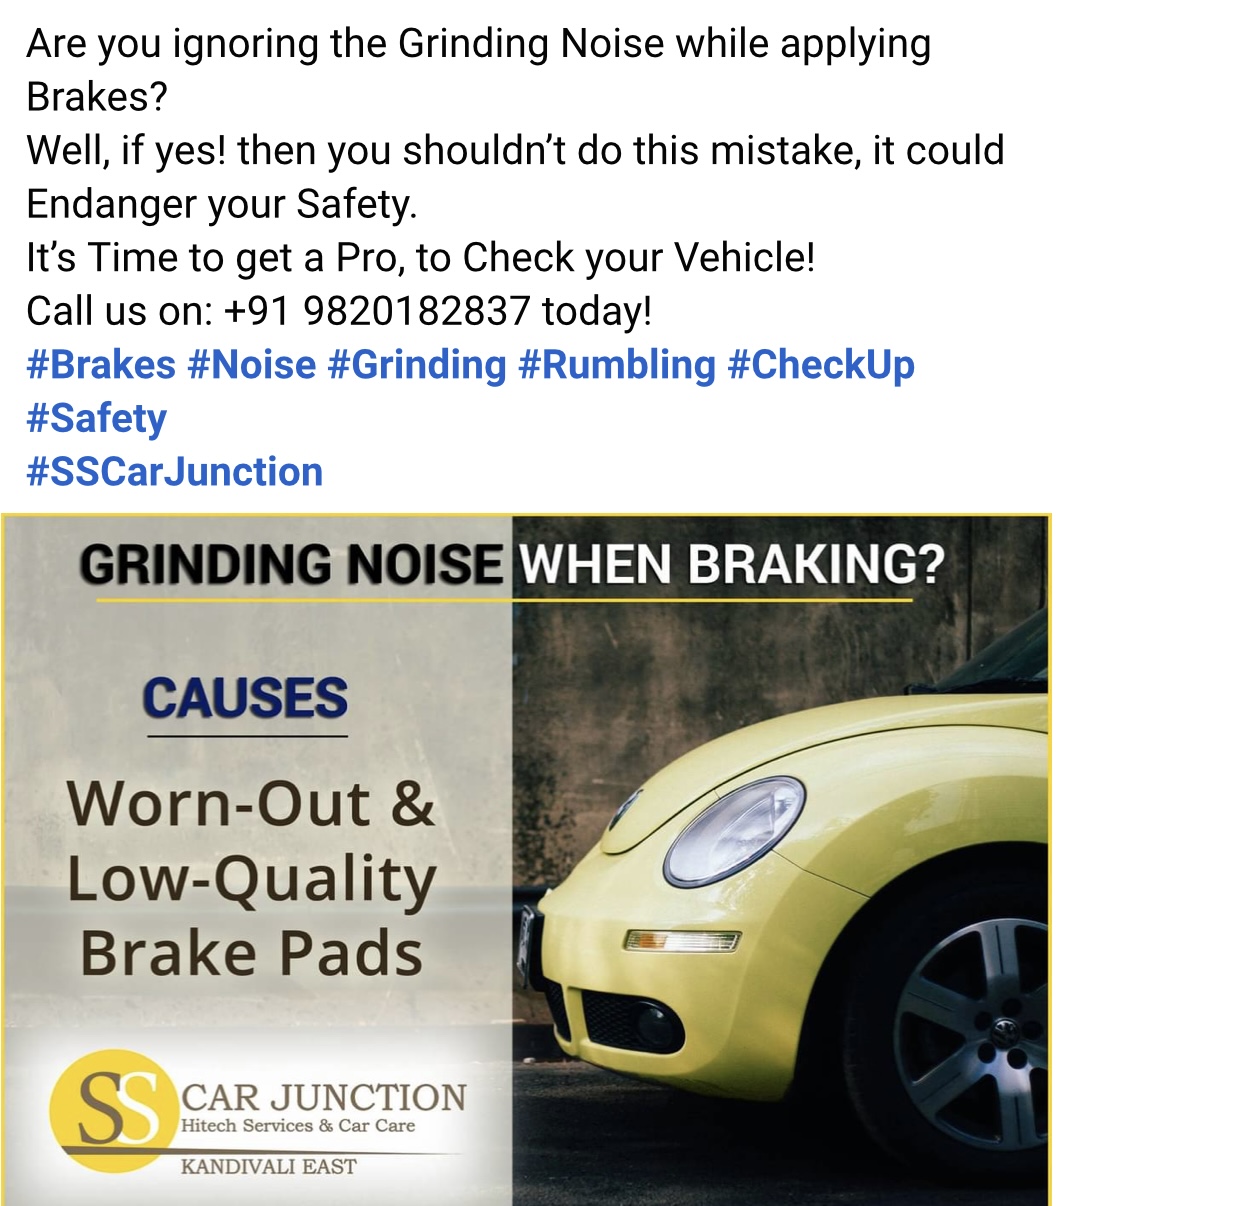 Are you ignoring the Grinding Noise while applying
Brakes?
Well, if yes! then you shouldn’t do this mistake, it could
Endanger your Safety.
It’s Time to get a Pro, to Check your Vehicle!
Call us on: +91 9820182837 today!
#Brakes #Noise #Grinding #Rumbling #CheckUp
#Safety
#SSCarJunction
GRINDING NOISE WHEN BRAKING?
CAUSES
Worn-Out &
Low-Quality
Brake Pads
SS CAR JUNCTION
Hitech Services & Car Care
KANDIVALI EAST